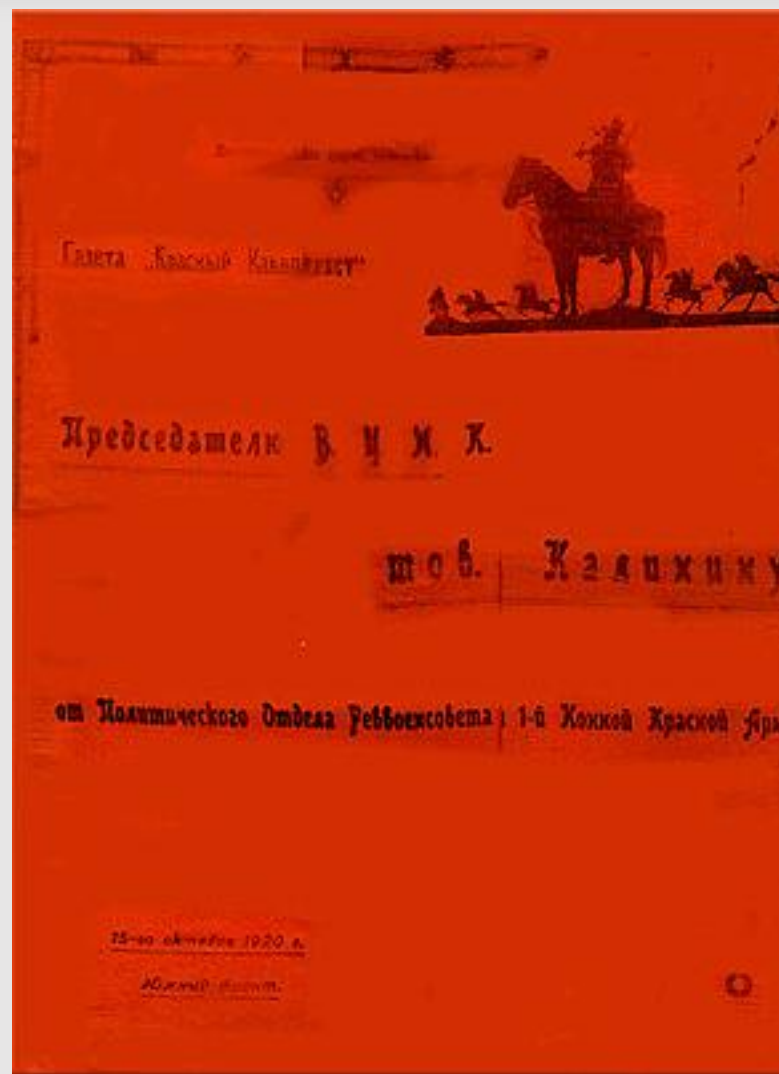 Газета „Красный Кавалерист“
Председателю В. Ц. И. К.
тов. Калинину
от Политического Отдела Реввоенсовета 1-й Конной Красной Арм
15-го октября 1920 г.
Южный фронт.